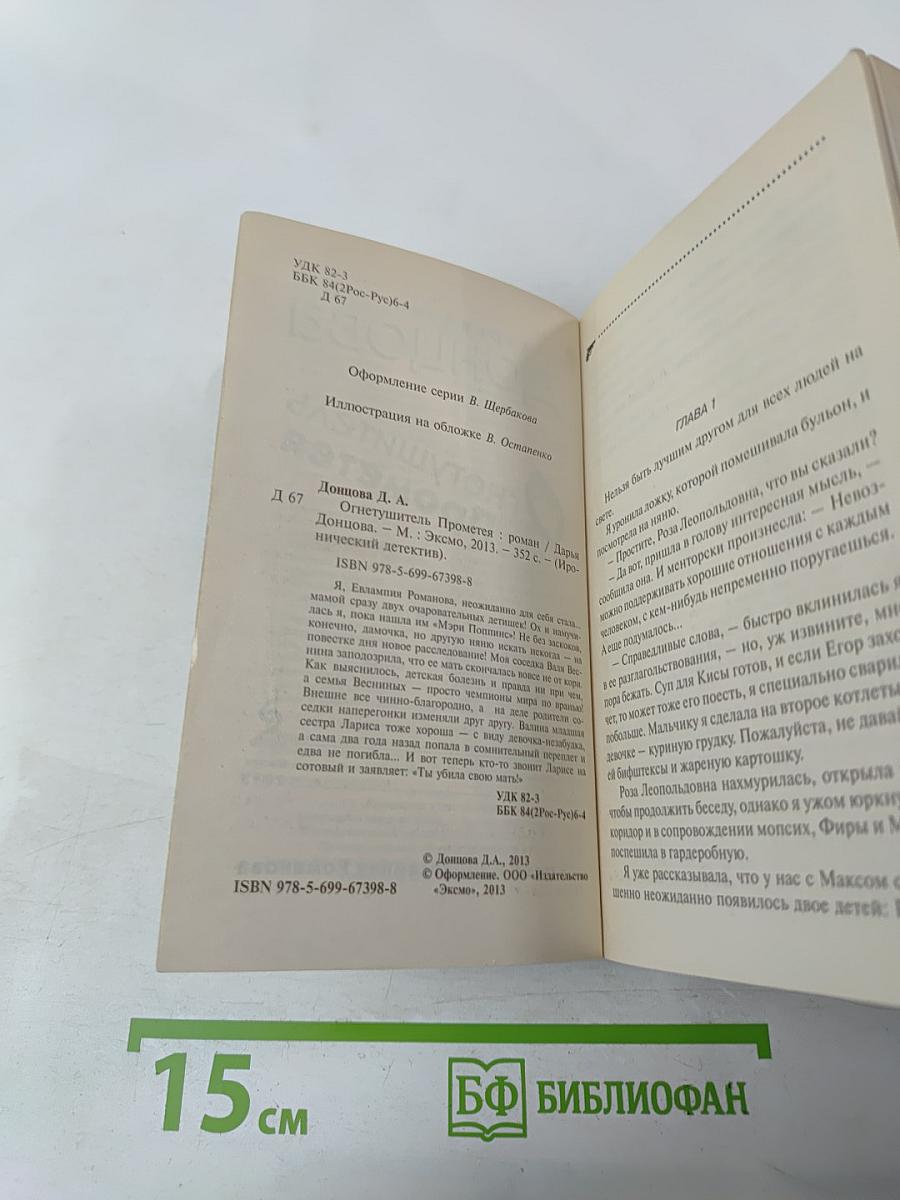 УДК 82-3
ББК 84(2Рос-Рус)6-4
Д 67
Оформление серии В. Щербакова
Иллюстрация на обложке В. Остапенко
Донцова Д. А.
Д 67 Огнетушитель Прометея : роман / Дарья
Донцова. – М. : Эксмо, 2013. – 352 с. – (Иро-
нический детектив).
ISBN 978-5-699-67398-8
Я, Евлампия Романова, неожиданно для себя стала...
мамой сразу двух очаровательных детишек! Ох и намучи-
лась я, пока нашла им «Мэри Поппинс»! Не без заскоков,
конечно, дамочка, но другую няню искать некогда — на
повестке дня новое расследование! Моя соседка Валя Вес-
нина заподозрила, что ее мать скончалась вовсе не от кори.
Как выяснилось, детская болезнь и правда ни при чем,
а семья Весниных — просто чемпионы мира по вранью!
Внешне все чинно-благородно, а на деле родители со-
седки наперегонки изменяли друг другу. Валина младшая
сестра Лариса тоже хороша — с виду девочка-незабудка,
а сама два года назад попала в сомнительный переплет и
едва не погибла... И вот теперь кто-то звонит Ларисе на
сотовый и заявляет: «Ты убила свою мать!»
УДК 82-3
ББК 84(2Рос-Рус)6-4
© Донцова Д.А., 2013
© Оформление. ООО «Издательство
ISBN 978-5-699-67398-8 «Эксмо», 2013
ГЛАВА 1
Нельзя быть лучшим другом для всех людей на
свете.
Я уронила ложку, которой помешивала бульон, и
посмотрела на няню.
– Простите, Роза Леопольдовна, что вы сказали?
– Да вот, пришла в голову интересная мысль, –
сообщила она. И менторски произнесла: – Невоз-
можно поддерживать хорошие отношения с каждым
человеком, с кем-нибудь непременно поругаешься.
А еще подумалось...
– Справедливые слова, – быстро вклинилась я
в ее разглагольствования, – но, уж извините, мне
пора бежать. Суп для Кисы готов, и если Егор захо
чет, то может тоже его поесть, я специально сварила
побольше. Мальчику я сделала на второе котлеты
девочке – куриную грудку. Пожалуйста, не давай
ей бифштексы и жареную картошку.
Роза Леопольдовна нахмурилась, открыла
чтобы продолжить беседу, однако я ужом юркну
коридор и в сопровождении мопсих, Фиры и М
поспешила в гардеробную.
Я уже рассказывала, что у нас с Максом с
шенно неожиданно появилось двое детей:
15 см
БФ БИБЛИОФАН